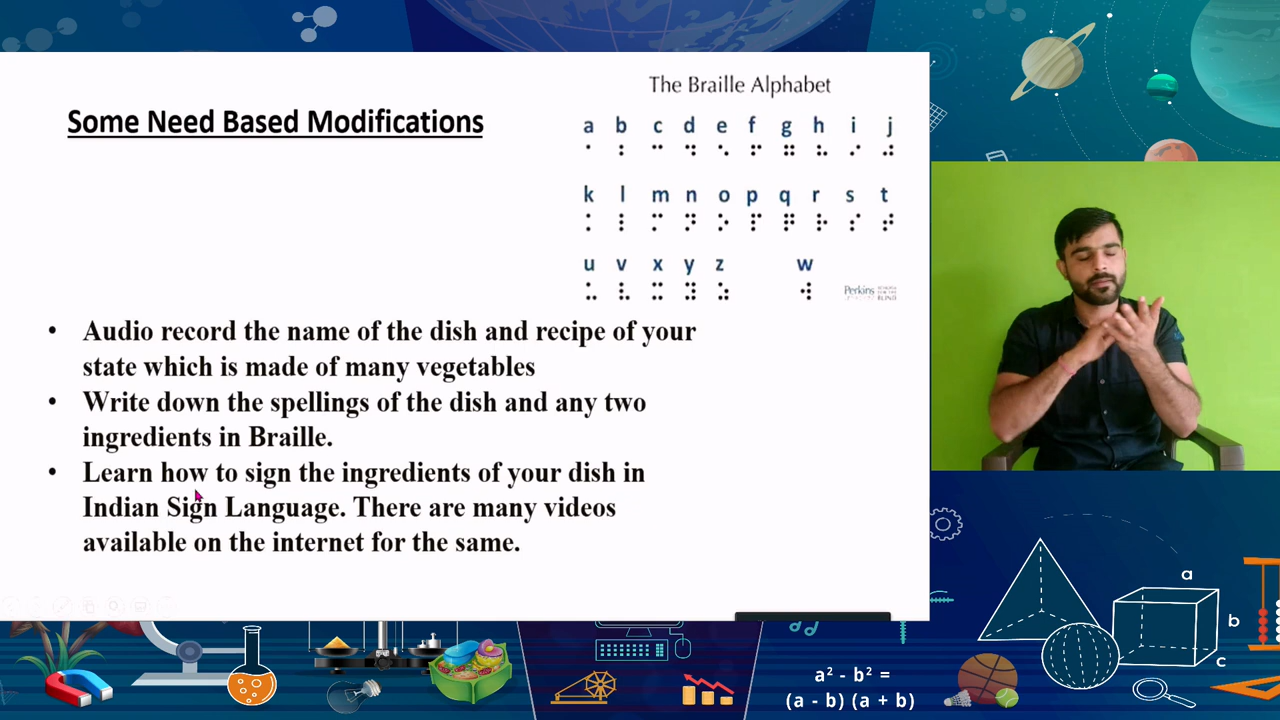 The Braille Alphabet
Some Need Based Modifications
a b c d e f g h i j
k l m n o p q r s t
u v x y z w
Perkins
• Audio record the name of the dish and recipe of your
state which is made of many vegetables
• Write down the spellings of the dish and any two
ingredients in Braille.
• Learn how to sign the ingredients of your dish in
Indian Sign Language. There are many videos
available on the internet for the same.
a
b
c
a² - b² =
(a - b) (a + b)